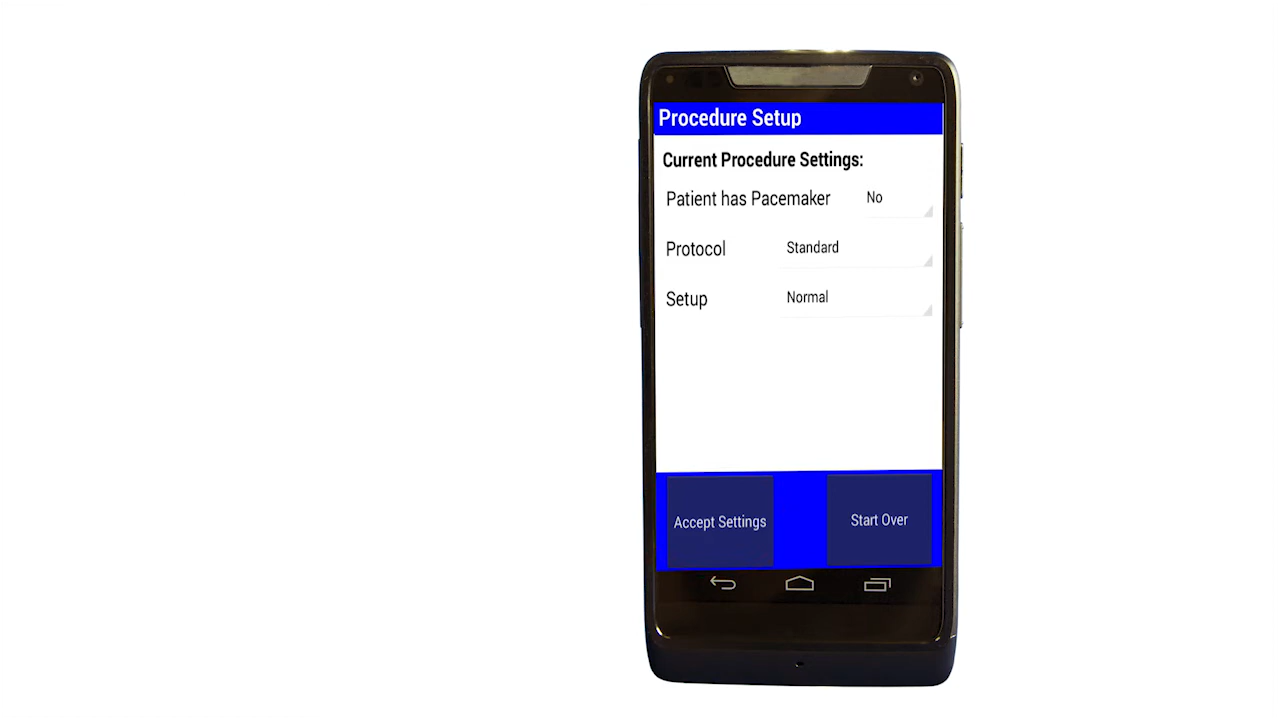 Procedure Setup
Current Procedure Settings:
Patient has Pacemaker No
Protocol Standard
Setup Normal
Accept Settings Start Over